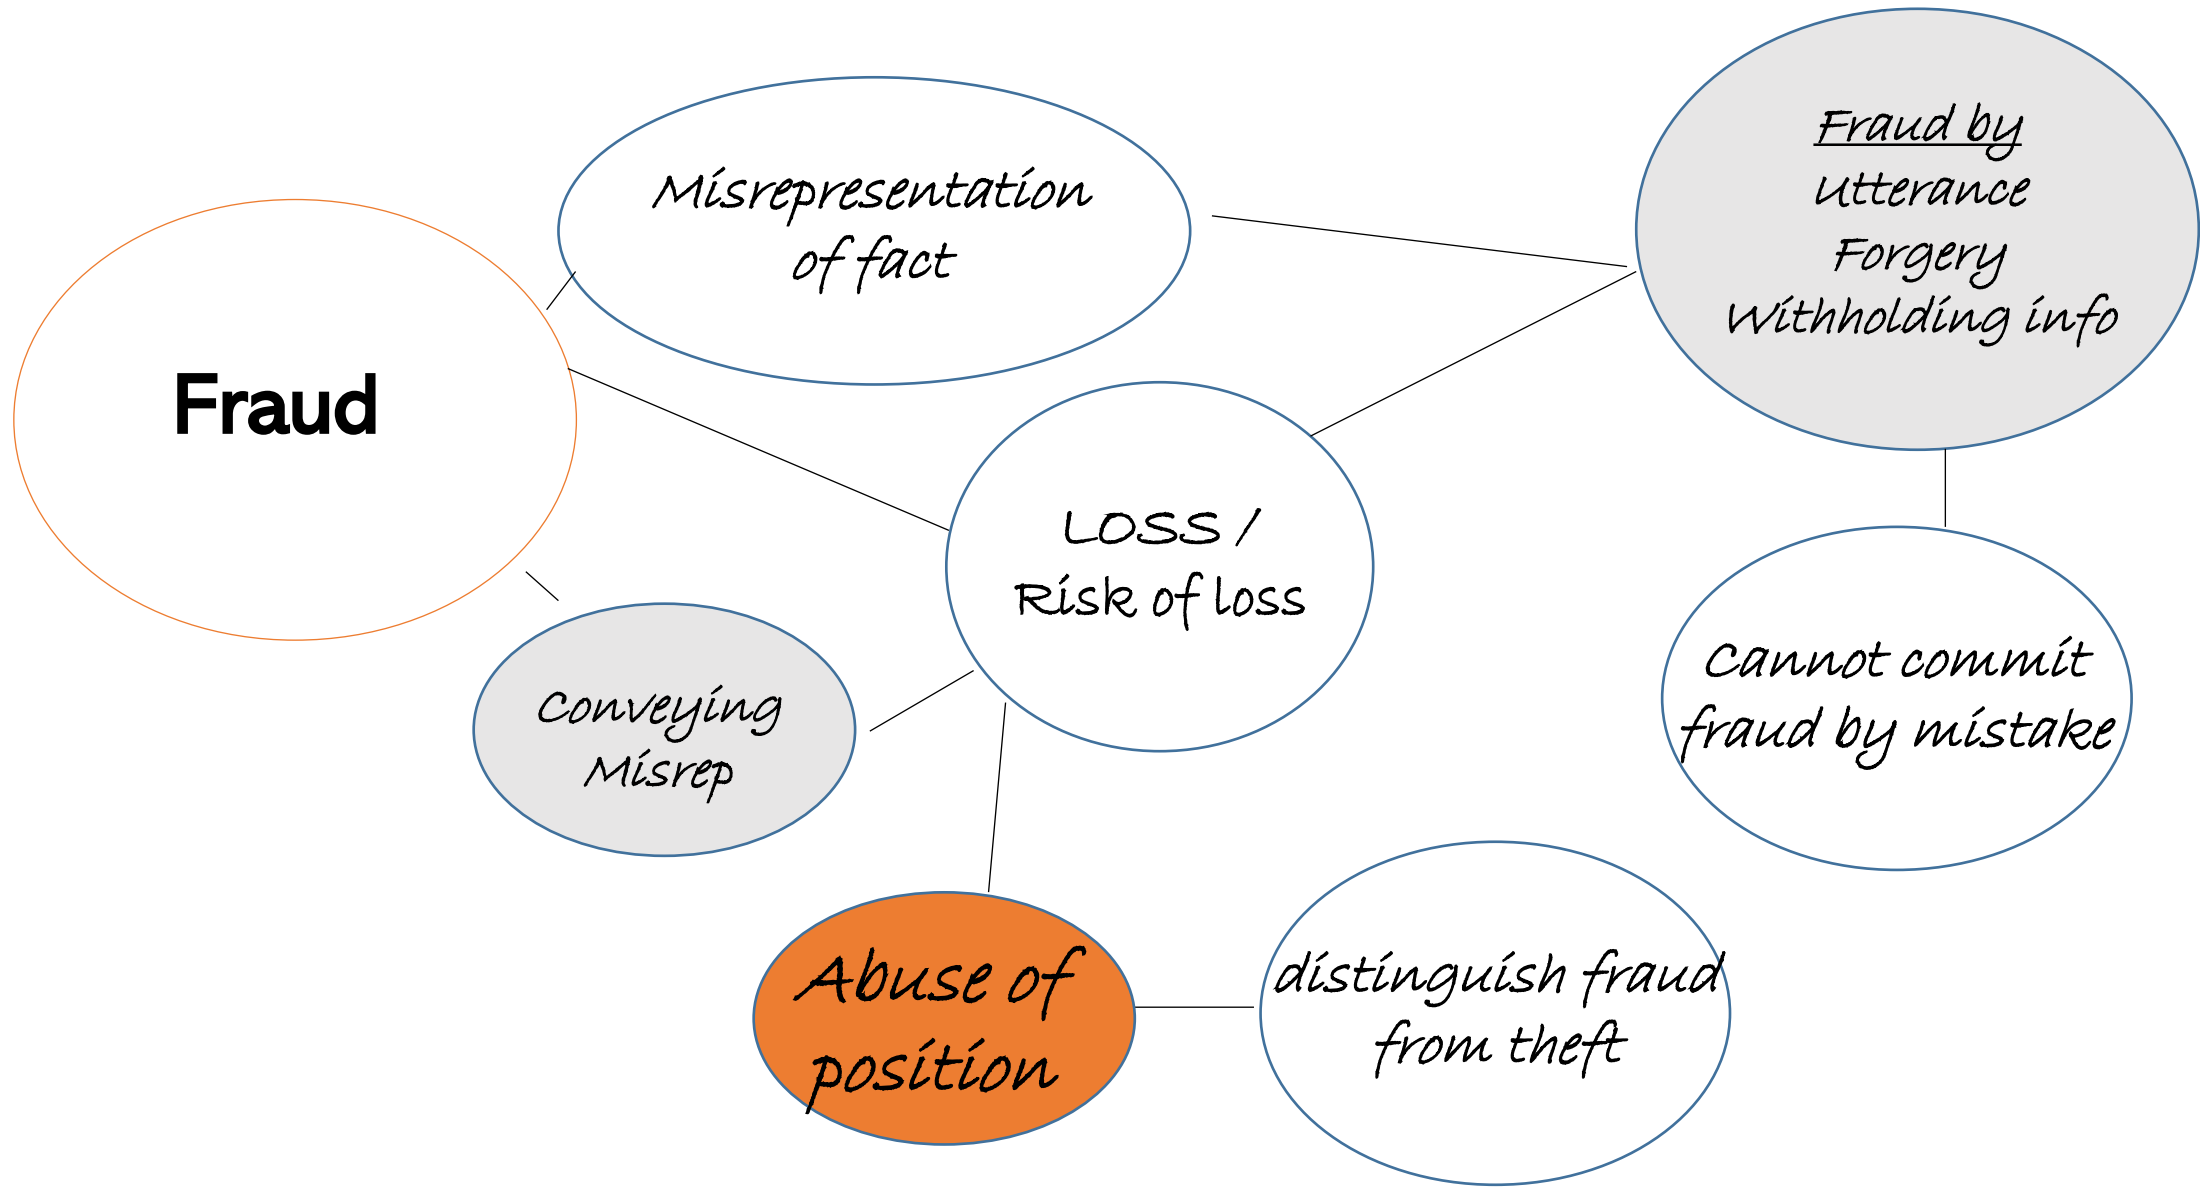 Fraud
Misrepresentation
of fact
Fraud by
Utterance
Forgery
Withholding info
LOSS /
Risk of loss
Conveying
Misrep
Cannot commit
fraud by mistake
Abuse of
position
distinguish fraud
from theft